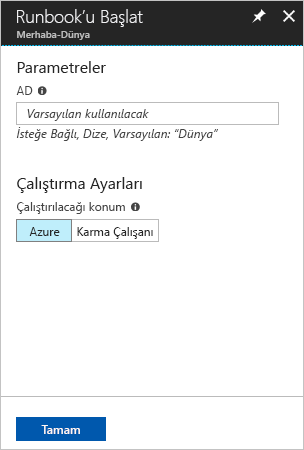 Runbook'u Başlat
Merhaba-Dünya
Parametreler
AD
Varsayılan kullanılacak
İsteğe Bağlı, Dize, Varsayılan: “Dünya”
Çalıştırma Ayarları
Çalıştırılacağı konum
Azure
Karma Çalışanı
Tamam